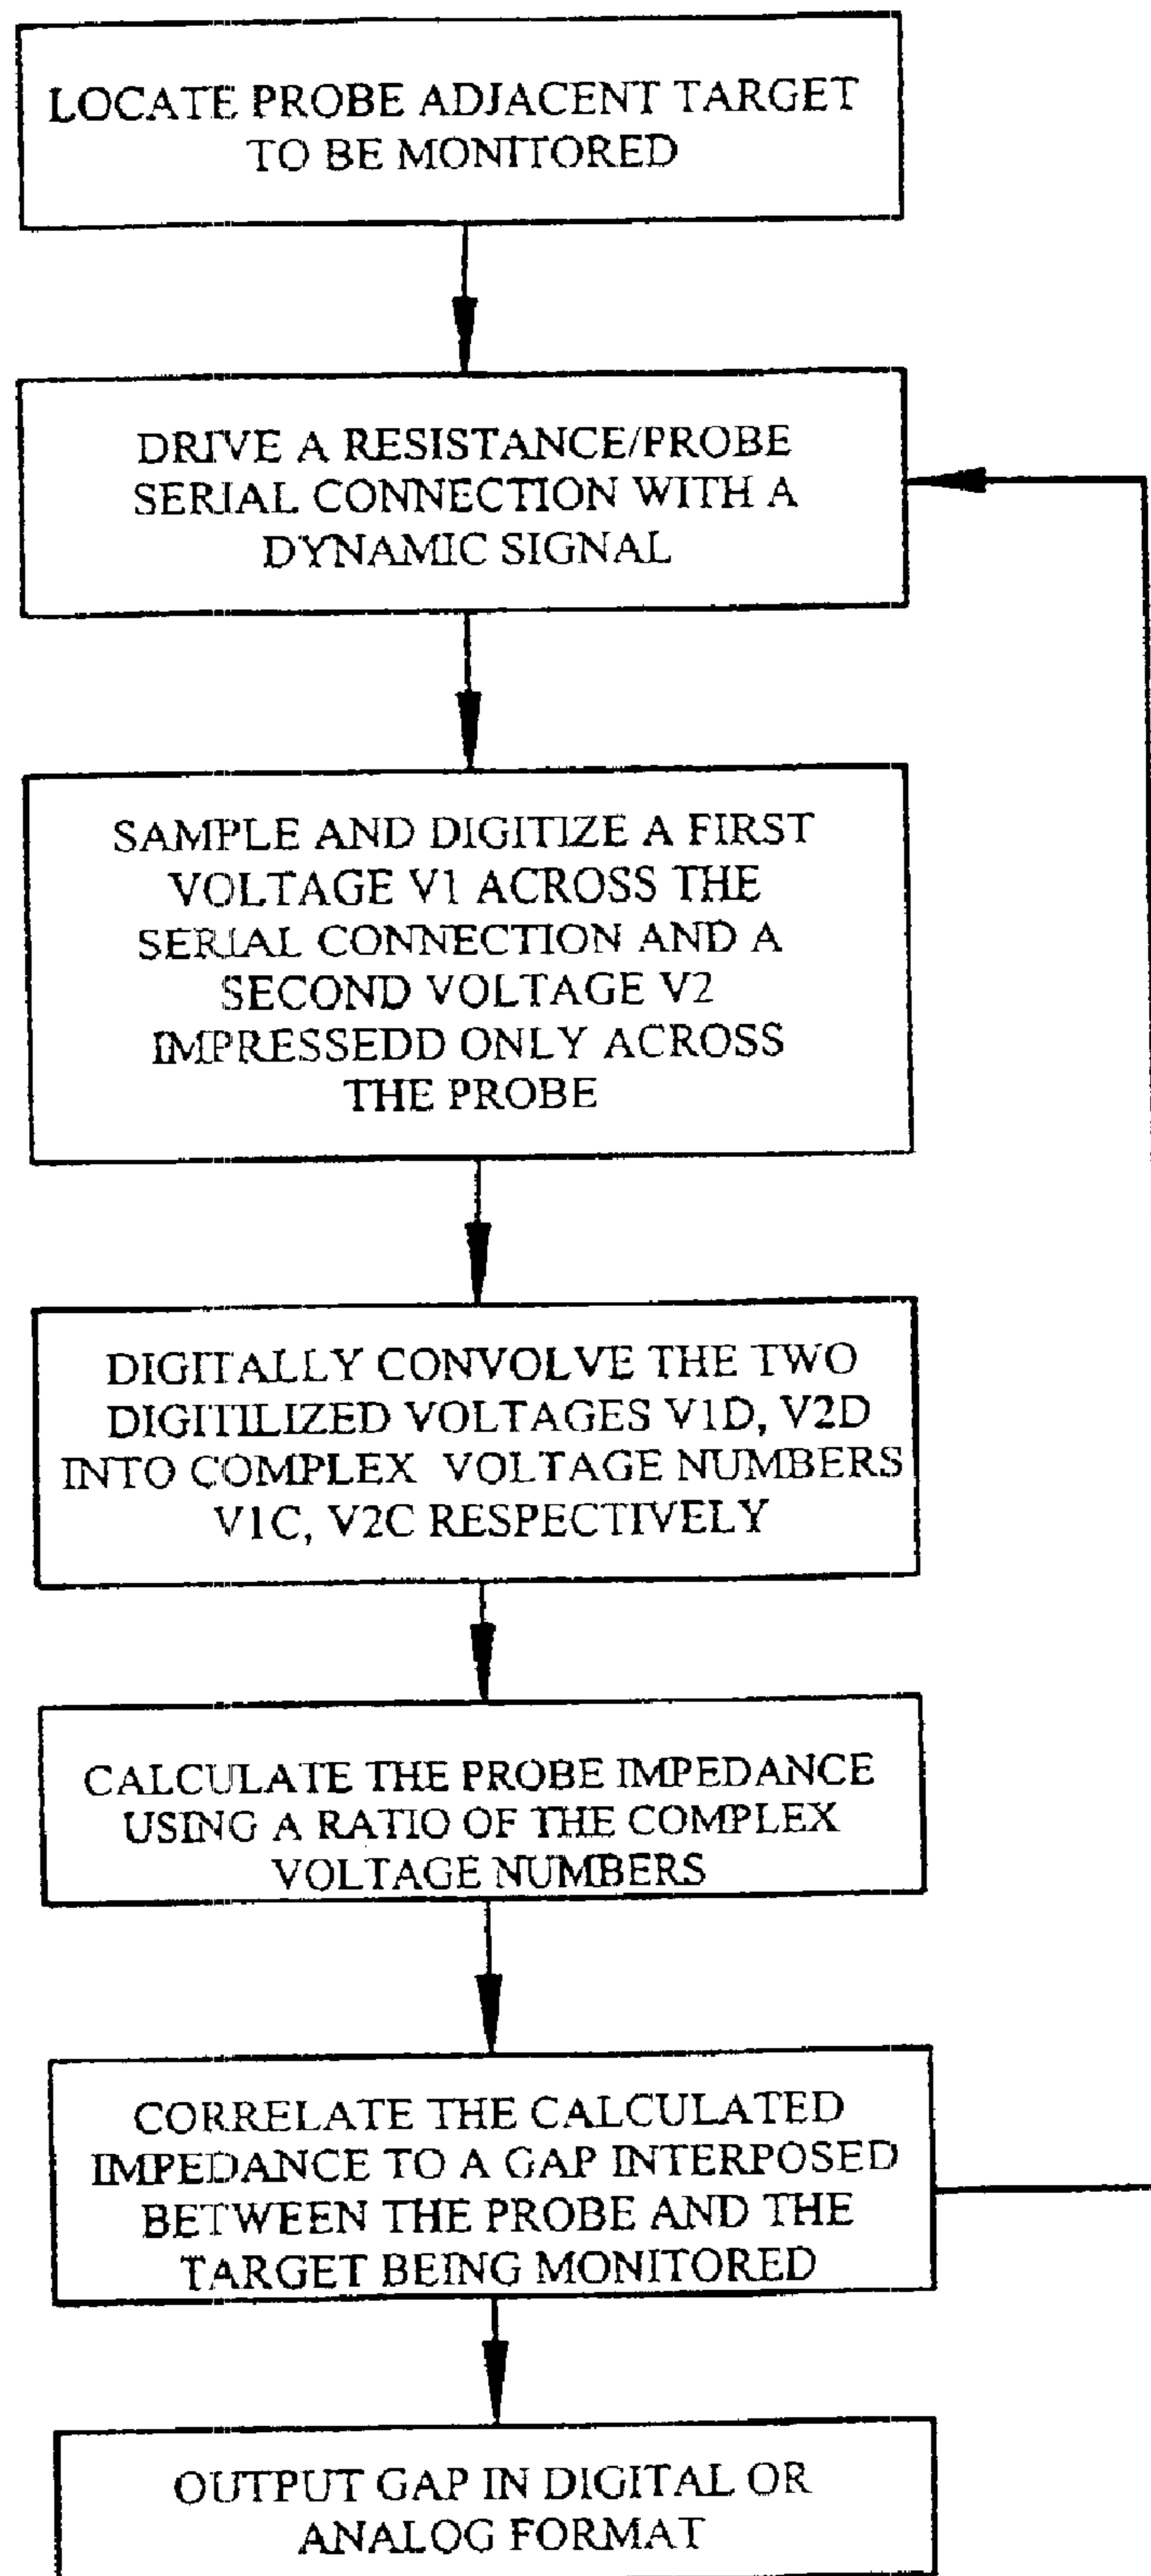 LOCATE PROBE ADJACENT TARGET
TO BE MONITORED
DRIVE A RESISTANCE/PROBE
SERIAL CONNECTION WITH A
DYNAMIC SIGNAL
SAMPLE AND DIGITIZE A FIRST
VOLTAGE V1 ACROSS THE
SERIAL CONNECTION AND A
SECOND VOLTAGE V2
IMPRESSEDD ONLY ACROSS
THE PROBE
DIGITALLY CONVOLVE THE TWO
DIGITILIZED VOLTAGES V1D, V2D
INTO COMPLEX VOLTAGE NUMBERS
V1C, V2C RESPECTIVELY
CALCULATE THE PROBE IMPEDANCE
USING A RATIO OF THE COMPLEX
VOLTAGE NUMBERS
CORRELATE THE CALCULATED
IMPEDANCE TO A GAP INTERPOSED
BETWEEN THE PROBE AND THE
TARGET BEING MONITORED
OUTPUT GAP IN DIGITAL OR
ANALOG FORMAT